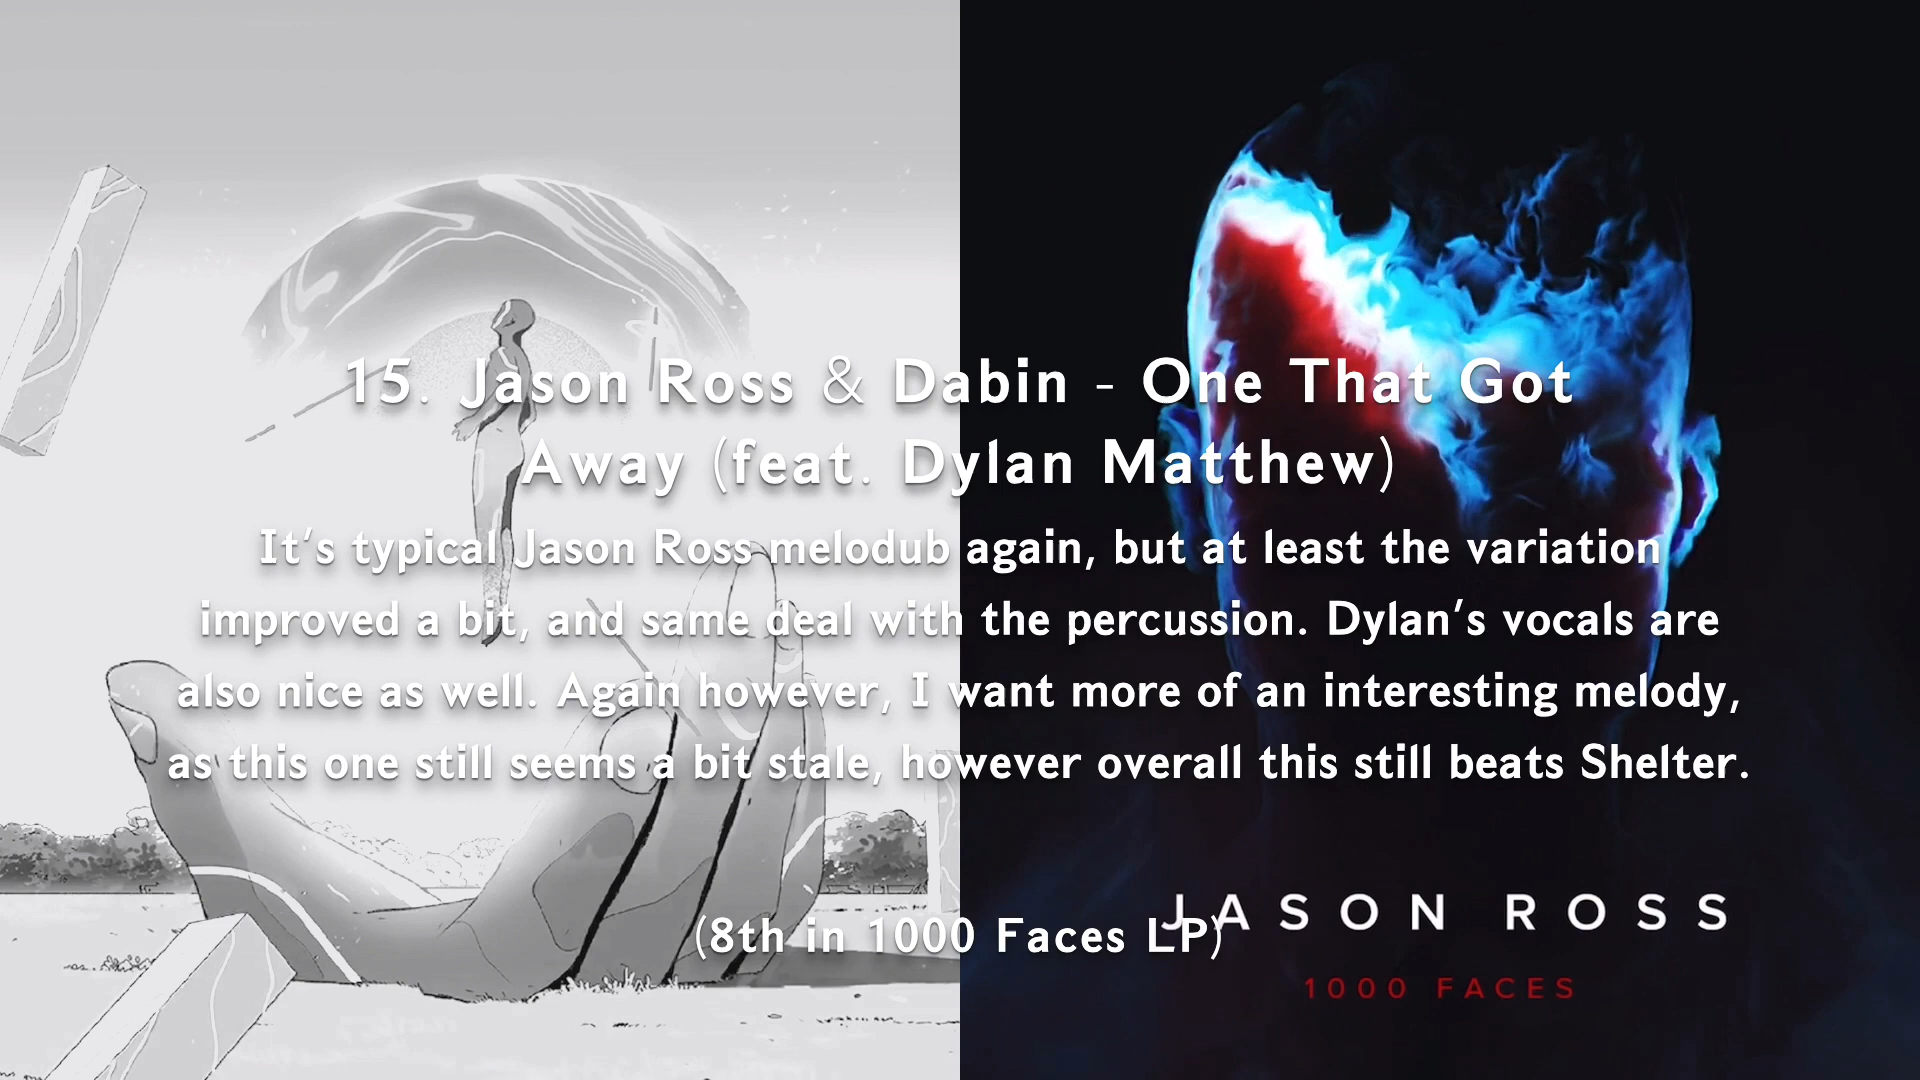 15. Jason Ross & Dabin - One That Got
Away (feat. Dylan Matthew)
It's typical Jason Ross melodub again, but at least the variation
improved a bit, and same deal with the percussion. Dylan's vocals are
also nice as well. Again however, I want more of an interesting melody,
as this one still seems a bit stale, however overall this still beats Shelter.
(8th in 1000 Faces LP)
JASON ROSS
1000 FACES